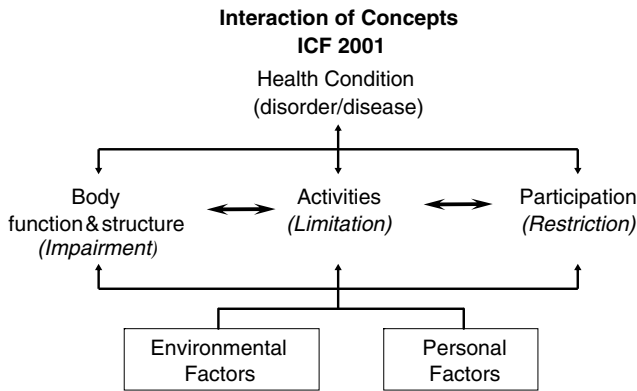 Interaction of Concepts
ICF 2001
Health Condition
(disorder/disease)
Body
function & structure
(Impairment)
Activities
(Limitation)
Participation
(Restriction)
Environmental
Factors
Personal
Factors